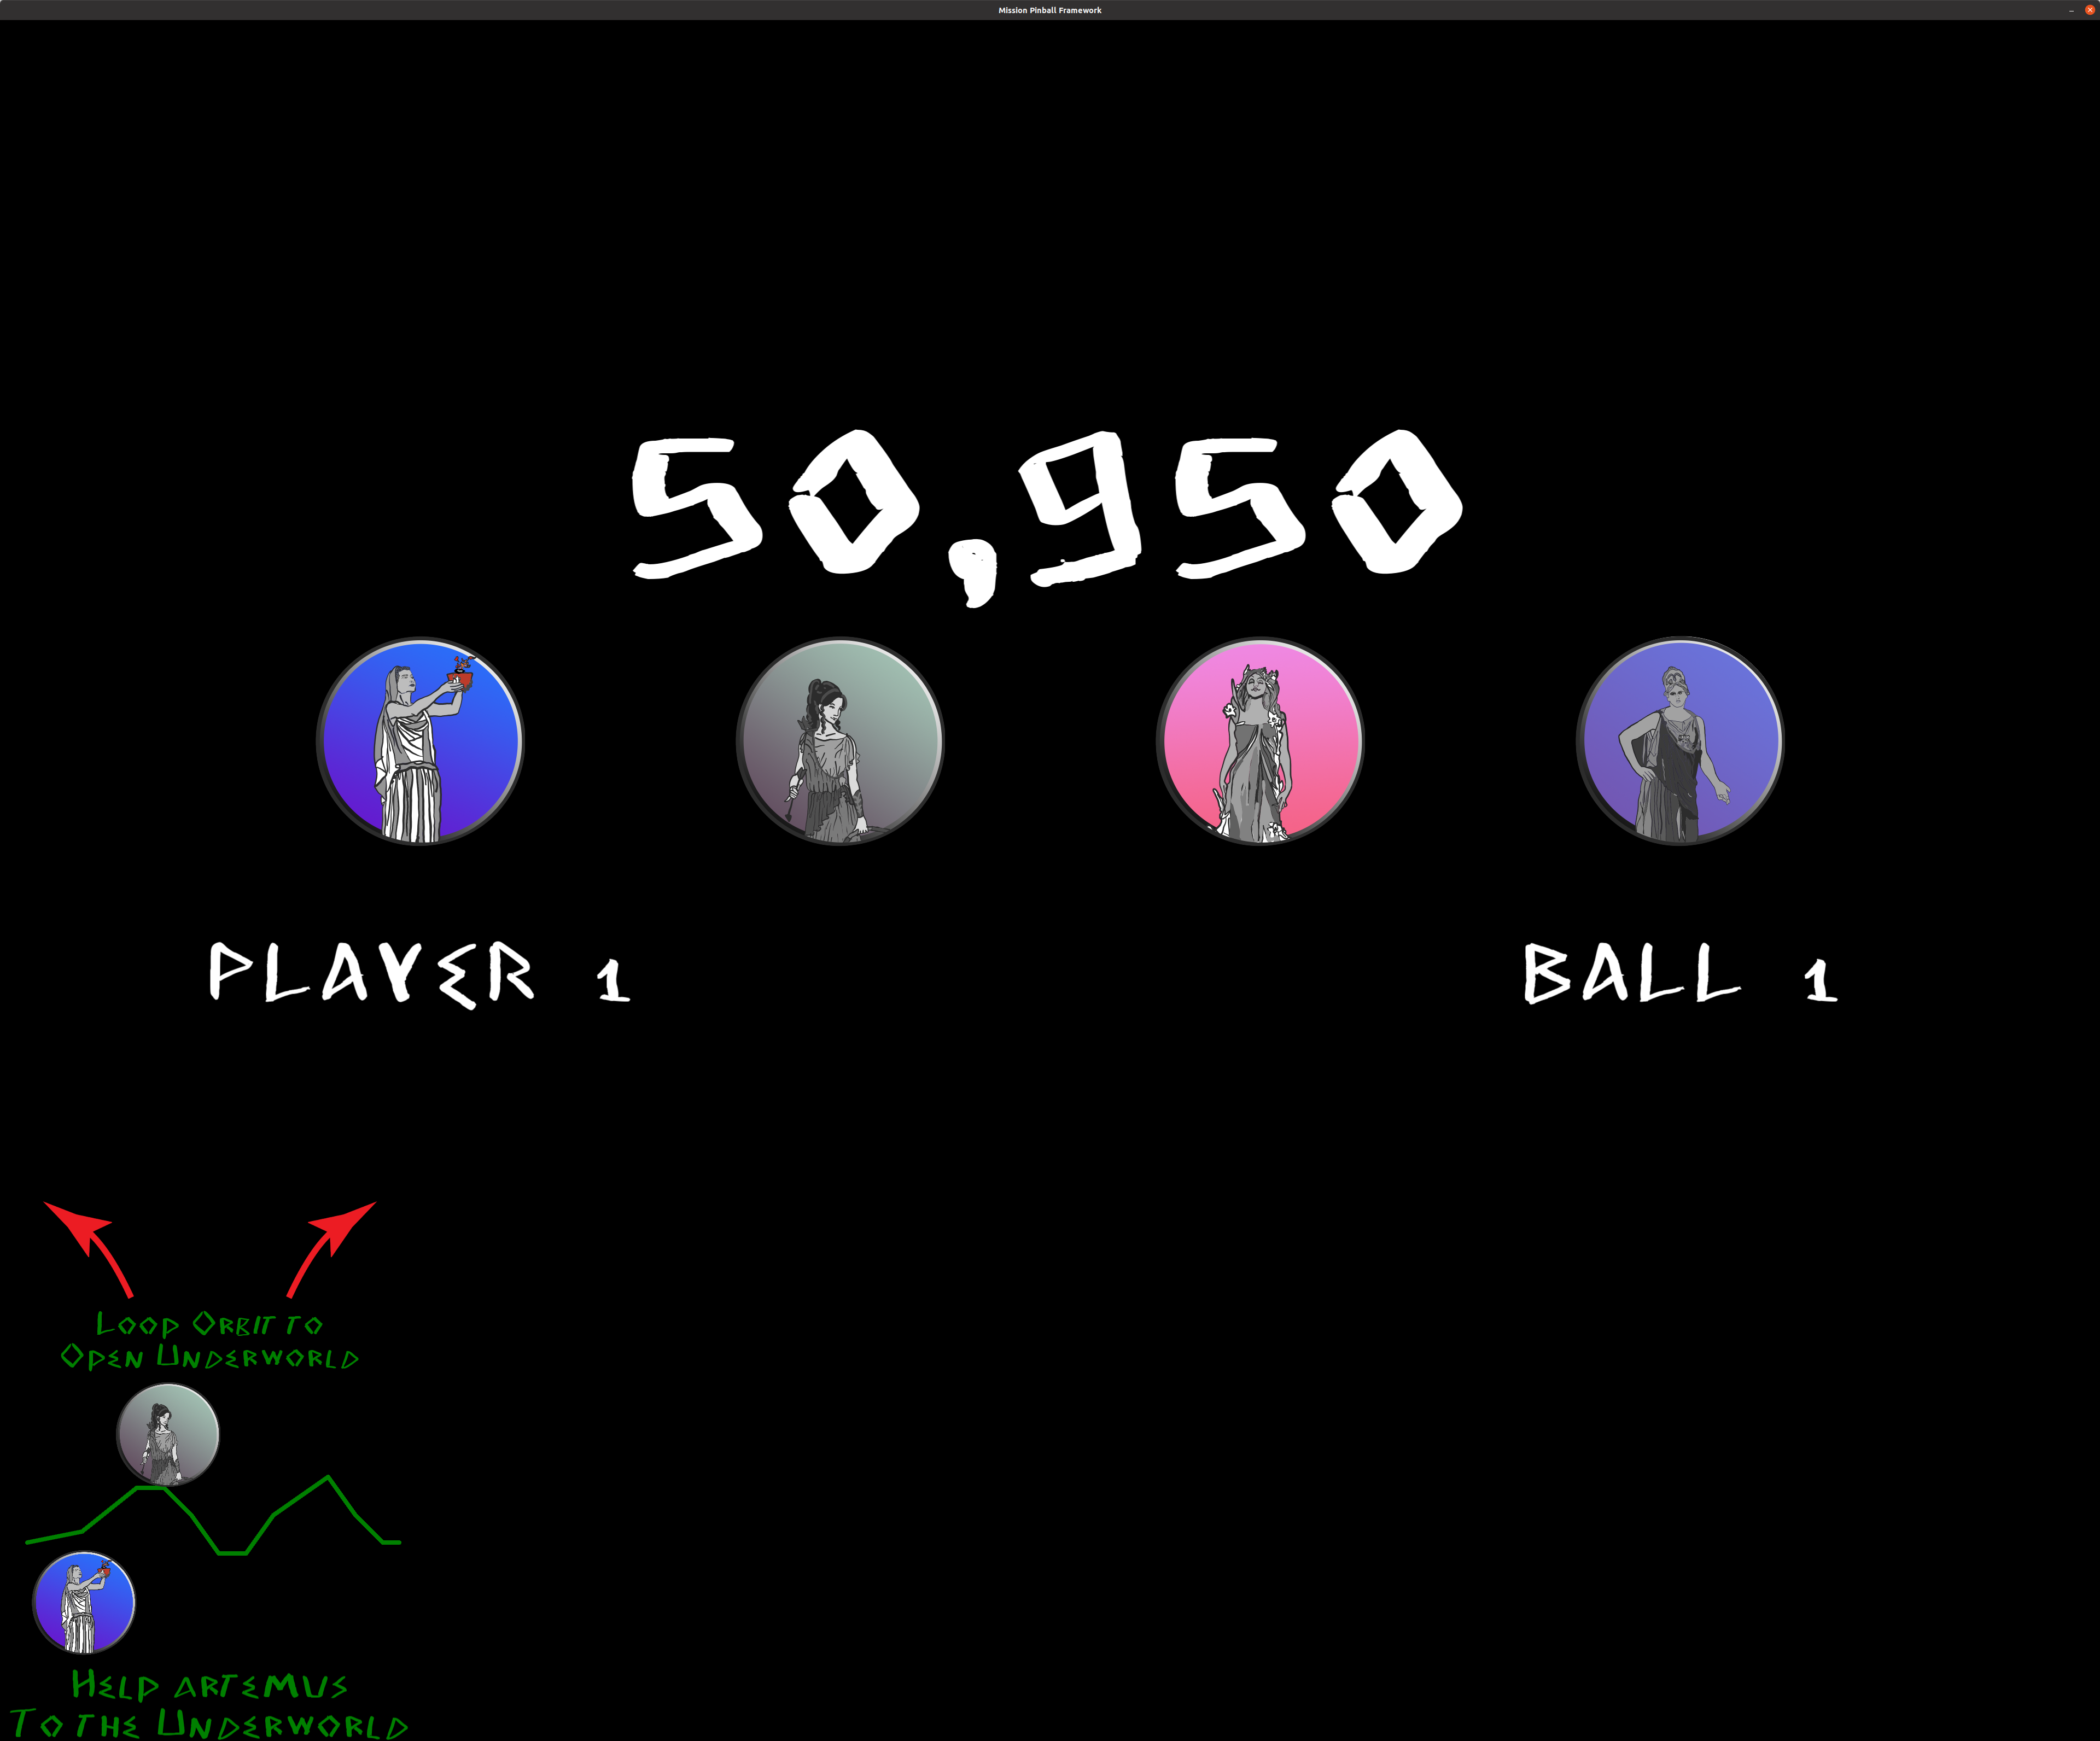 Mission Pinball Framework
50,950
PLAYER 1
BALL 1
Loop Orbit to
Open Underworld
Help artemus
To the Underworld